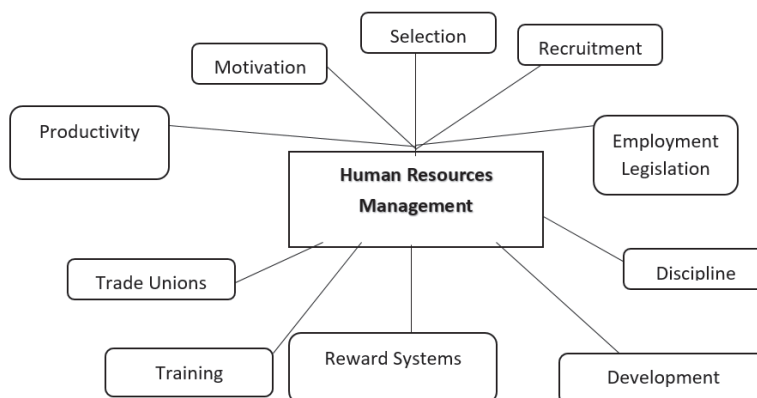 Selection
Recruitment
Motivation
Productivity
Employment
Legislation
Human Resources
Management
Trade Unions
Discipline
Training
Reward Systems
Development